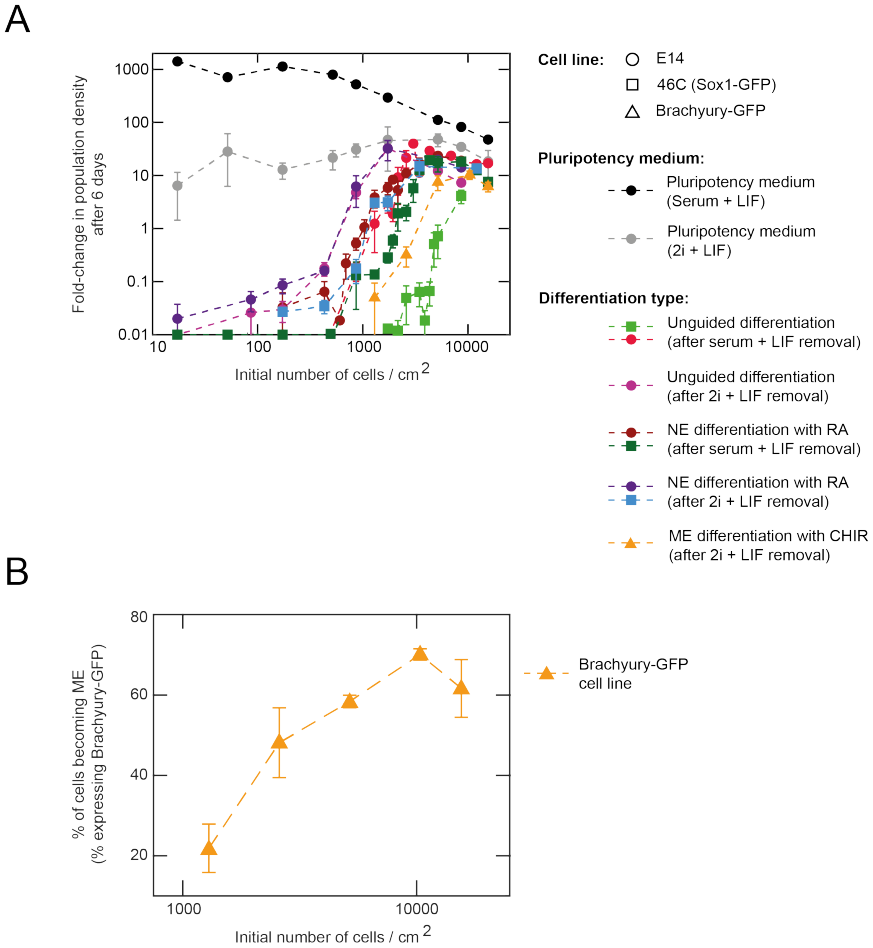 A
Fold-change in population density
after 6 days
1000
100
10
1
0.1
0.01
10
100
1000
10000
Initial number of cells / cm2
Cell line:
E14
46C (Sox1-GFP)
Brachyury-GFP
Pluripotency medium:
Pluripotency medium
(Serum + LIF)
Pluripotency medium
(2i + LIF)
Differentiation type:
Unguided differentiation
(after serum + LIF removal)
Unguided differentiation
(after 2i + LIF removal)
NE differentiation with RA
(after serum + LIF removal)
NE differentiation with RA
(after 2i + LIF removal)
ME differentiation with CHIR
(after 2i + LIF removal)
B
% of cells becoming ME
(% expressing Brachyury-GFP)
80
60
40
20
1000
10000
Initial number of cells / cm2
Brachyury-GFP
cell line